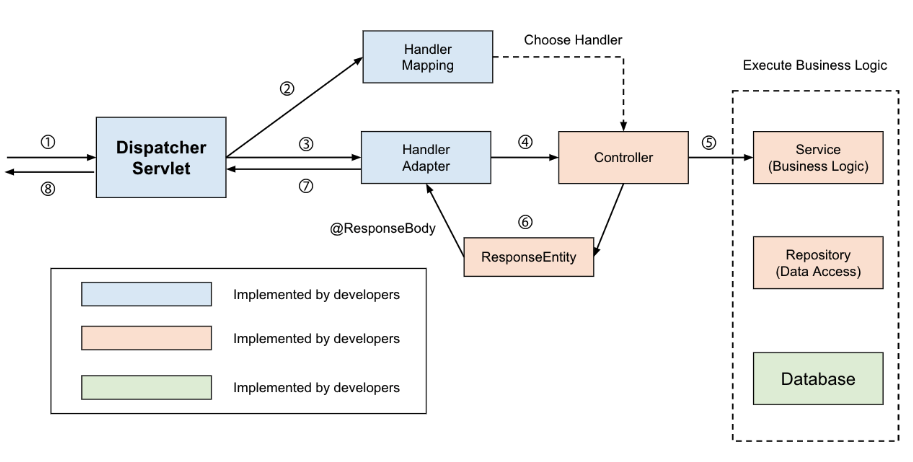 Handler
Mapping
Choose Handler
Execute Business Logic
①
②
Dispatcher
Servlet
③
⑦
Handler
Adapter
④
Controller
⑤
Service
(Business Logic)
⑧
@ResponseBody
⑥
ResponseEntity
Repository
(Data Access)
Database
Implemented by developers
Implemented by developers
Implemented by developers